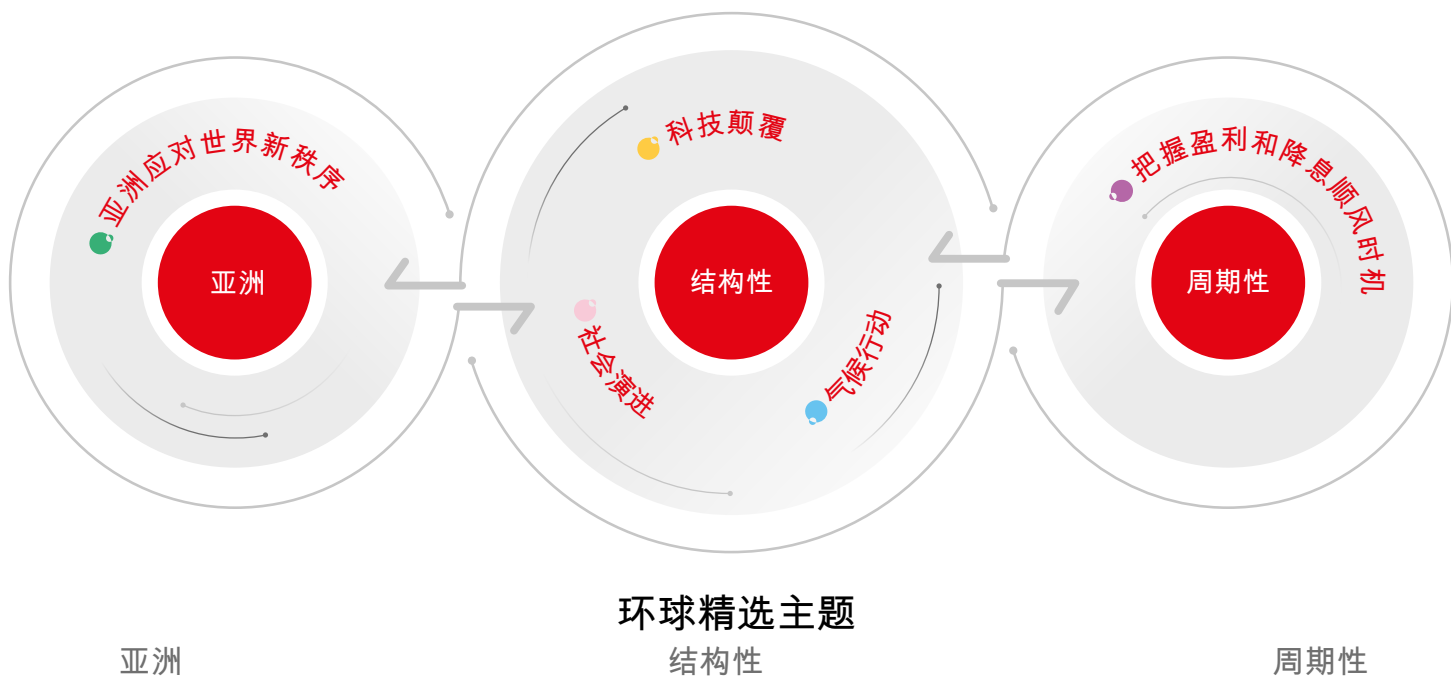 亚洲应对世界新秩序
亚洲
科技颠覆
结构性
社会演进
气候行动
把握盈利和降息顺风时机
周期性
环球精选主题
亚洲
结构性
周期性